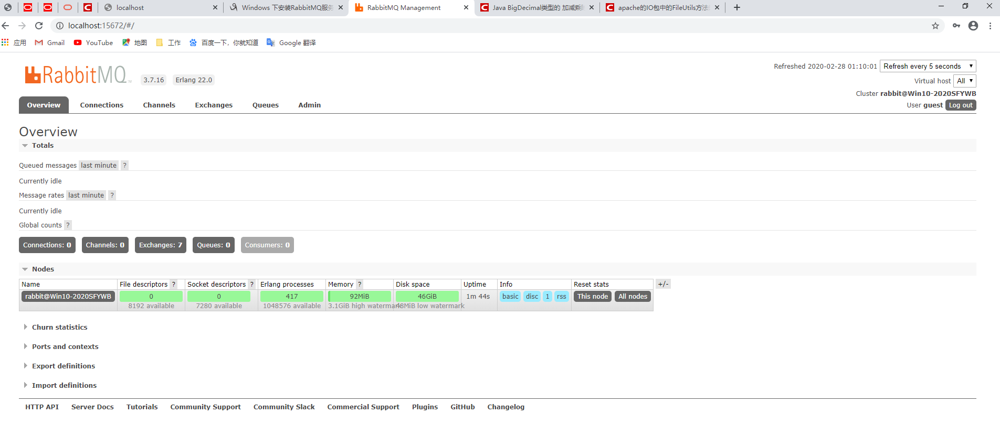 localhost
Windows 下安装RabbitMQ服务
RabbitMQ Management
Java BigDecimal类型的 加减乘除
apache的IO包中的FileUtils方法
localhost:15672/#/
应用
Gmail
YouTube
地图
工作
百度一下，你就知道
Google 翻译
RabbitMQ
3.7.16
Erlang 22.0
Refreshed 2020-02-28 01:10:01 Refresh every 5 seconds
Virtual host All
Cluster rabbit@Win10-2020SFYWB
User guest Log out
Overview Connections Channels Exchanges Queues Admin
Overview
Totals
Queued messages last minute ?
Currently idle
Message rates last minute ?
Currently idle
Global counts ?
Connections: 0 Channels: 0 Exchanges: 7 Queues: 0 Consumers: 0
Nodes
Name File descriptors ? Socket descriptors ? Erlang processes Memory ? Disk space Uptime Info Reset stats +/-
rabbit@Win10-2020SFYWB 0 0 417 92MiB 46GiB 1m 44s basic disc 1 rss This node All nodes
8192 available 7280 available 1048576 available 3.1GiB high watermark 48MiB low watermark
Churn statistics
Ports and contexts
Export definitions
Import definitions
HTTP API Server Docs Tutorials Community Support Community Slack Commercial Support Plugins GitHub Changelog